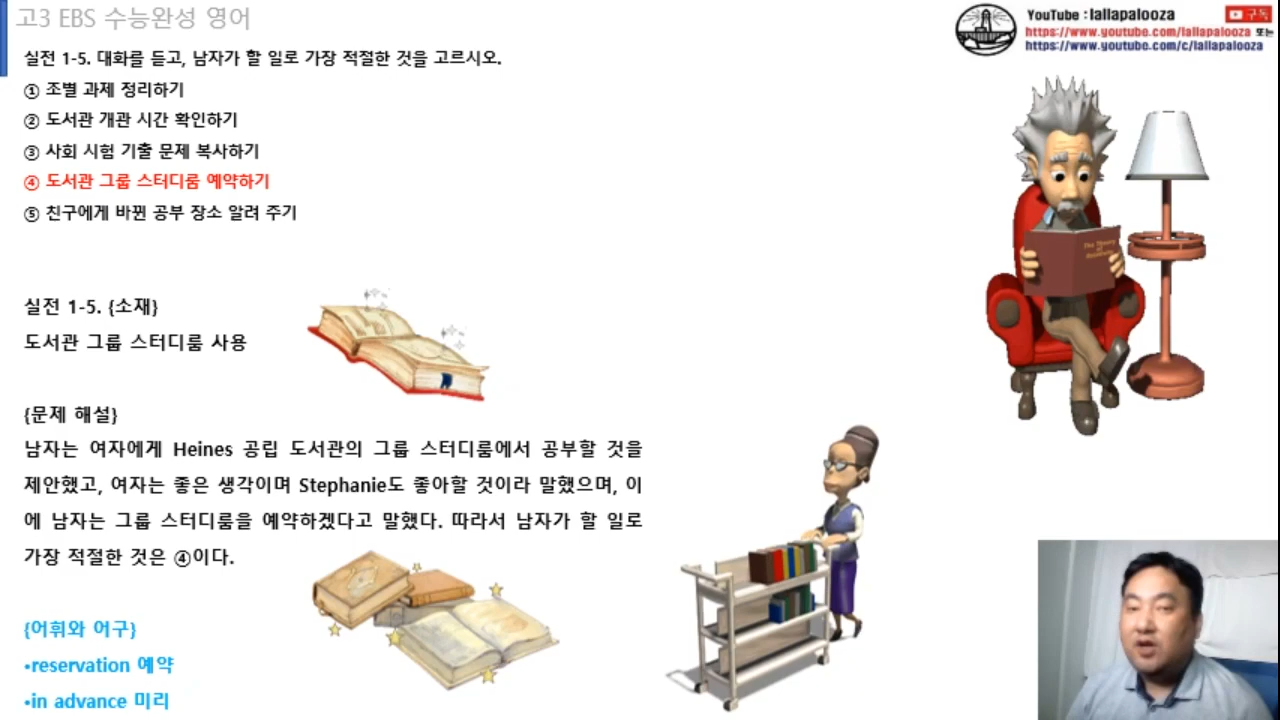 고3 EBS 수능완성 영어
YouTube : lallapalooza
구독
https://www.youtube.com/lallapalooza 또는
https://www.youtube.com/c/lallapalooza
실전 1-5. 대화를 듣고, 남자가 할 일로 가장 적절한 것을 고르시오.
① 조별 과제 정리하기
② 도서관 개관 시간 확인하기
③ 사회 시험 기출 문제 복사하기
④ 도서관 그룹 스터디룸 예약하기
⑤ 친구에게 바뀐 공부 장소 알려 주기
실전 1-5. {소재}
도서관 그룹 스터디룸 사용
{문제 해설}
남자는 여자에게 Heines 공립 도서관의 그룹 스터디룸에서 공부할 것을
제안했고, 여자는 좋은 생각이며 Stephanie도 좋아할 것이라 말했으며, 이
에 남자는 그룹 스터디룸을 예약하겠다고 말했다. 따라서 남자가 할 일로
가장 적절한 것은 ④이다.
{어휘와 어구}
•reservation 예약
•in advance 미리